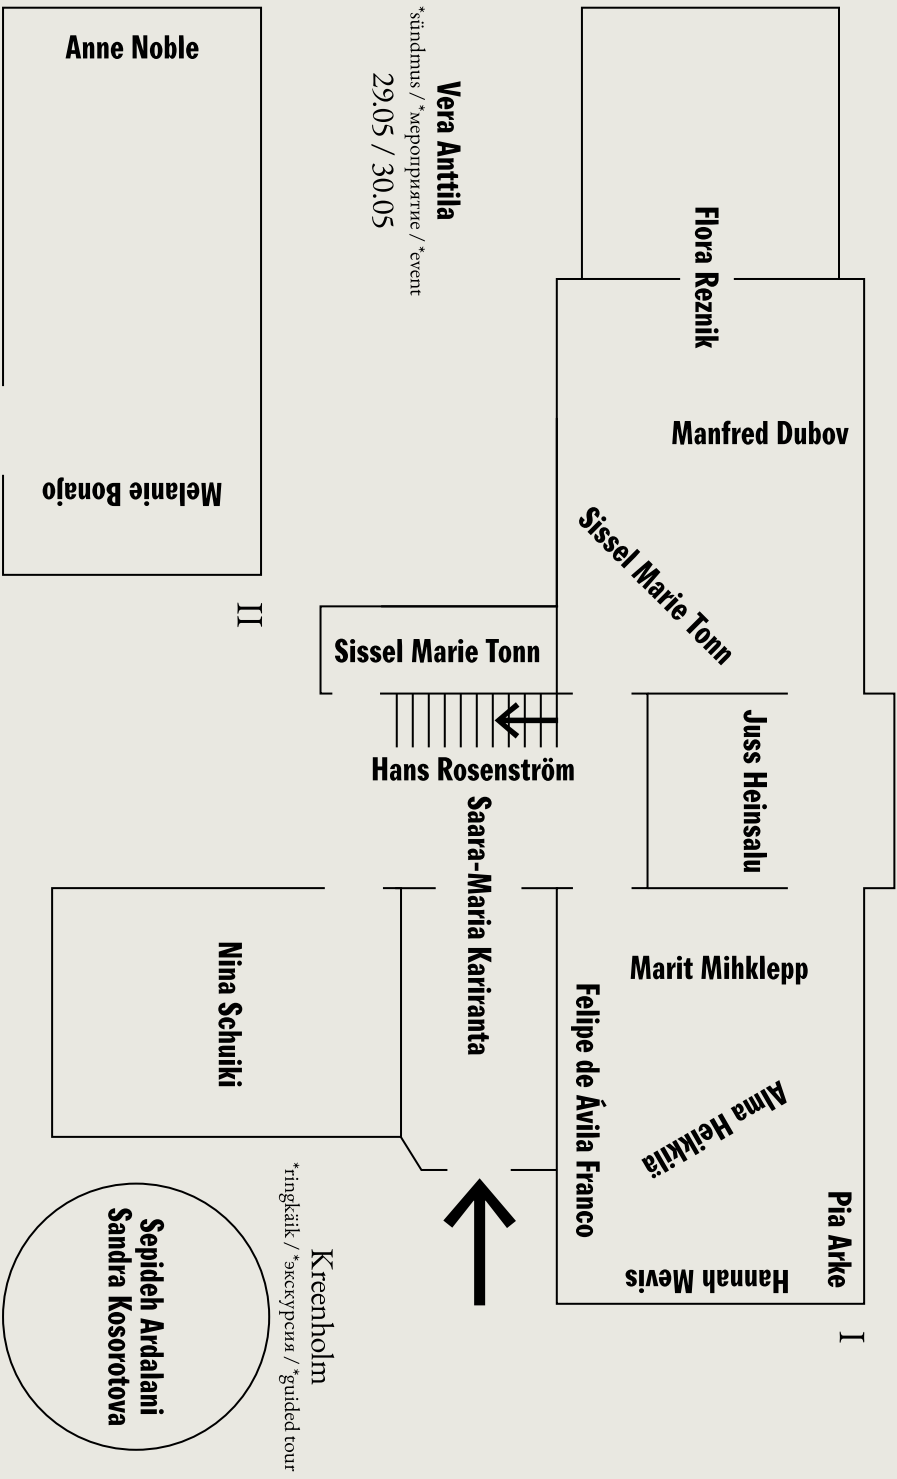 Anne Noble
Melanie Bonajo
II
Vera Anttila
*sündmus / *мероприятие / *event
29.05 / 30.05
Flora Reznik
Manfred Dubov
Sissel Marie Tonn
Sissel Marie Tonn
Juss Heinsalu
Hans Rosenström
Saara-Maria Kariranta
Nina Schuiki
Marit Mihklepp
Felipe de Ávila Franco
Alma Heikkilä
Pia Arke
Hannah Mevis
I
Kreenholm
*ringkäik / *экскурсия / *guided tour
Sepideh Ardalani
Sandra Kosorotova